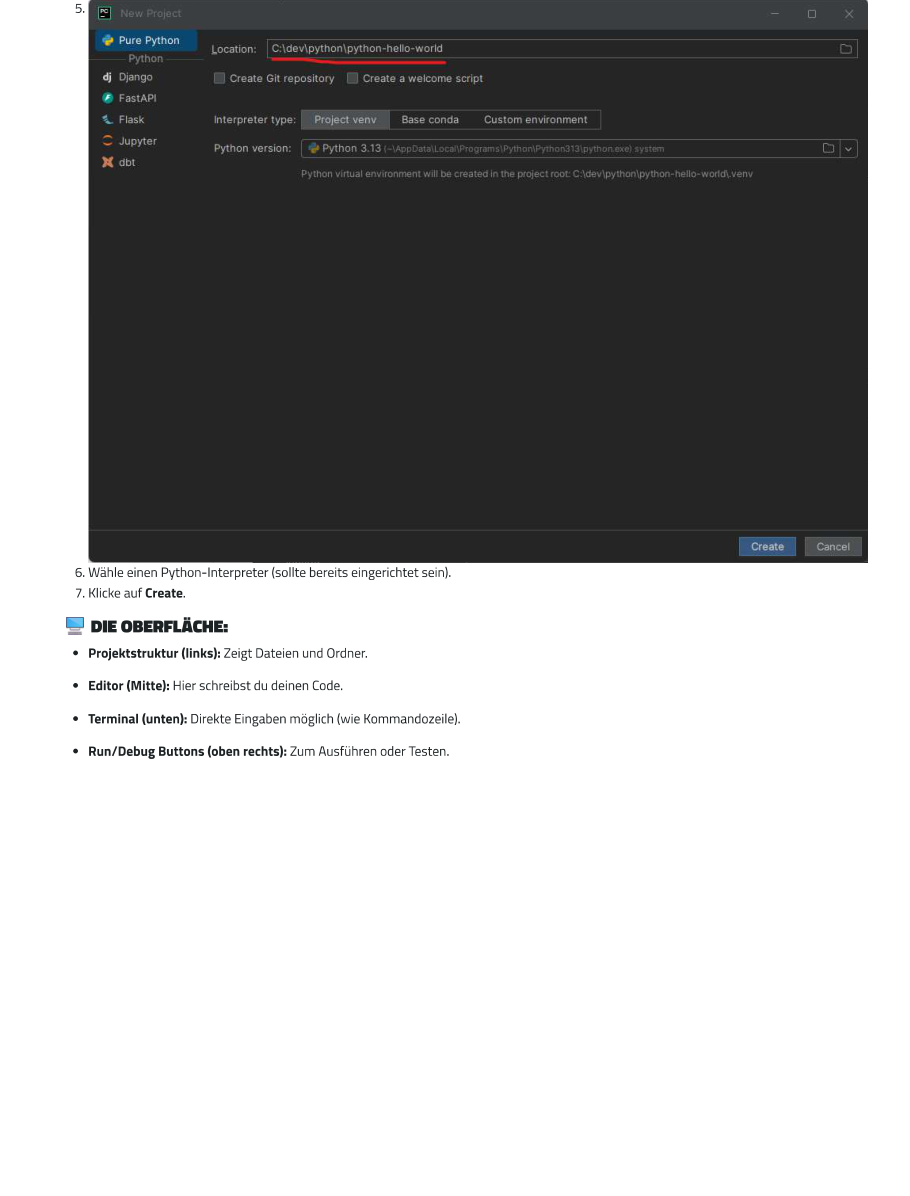 5.
PC New Project
Pure Python
Location: C:\dev\python\python-hello-world
Python
Create Git repository Create a welcome script
dj Django
FastAPI
Flask
Interpreter type: Project venv Base conda Custom environment
Jupyter
Python version: Python 3.13 (~\AppData\Local\Programs\Python\Python313\python.exe) system
dbt
Python virtual environment will be created in the project root: C:\dev\python\python-hello-world\.venv
Create Cancel
6. Wähle einen Python-Interpreter (sollte bereits eingerichtet sein).
7. Klicke auf Create.
DIE OBERFLÄCHE:
• Projektstruktur (links): Zeigt Dateien und Ordner.
• Editor (Mitte): Hier schreibst du deinen Code.
• Terminal (unten): Direkte Eingaben möglich (wie Kommandozeile).
• Run/Debug Buttons (oben rechts): Zum Ausführen oder Testen.